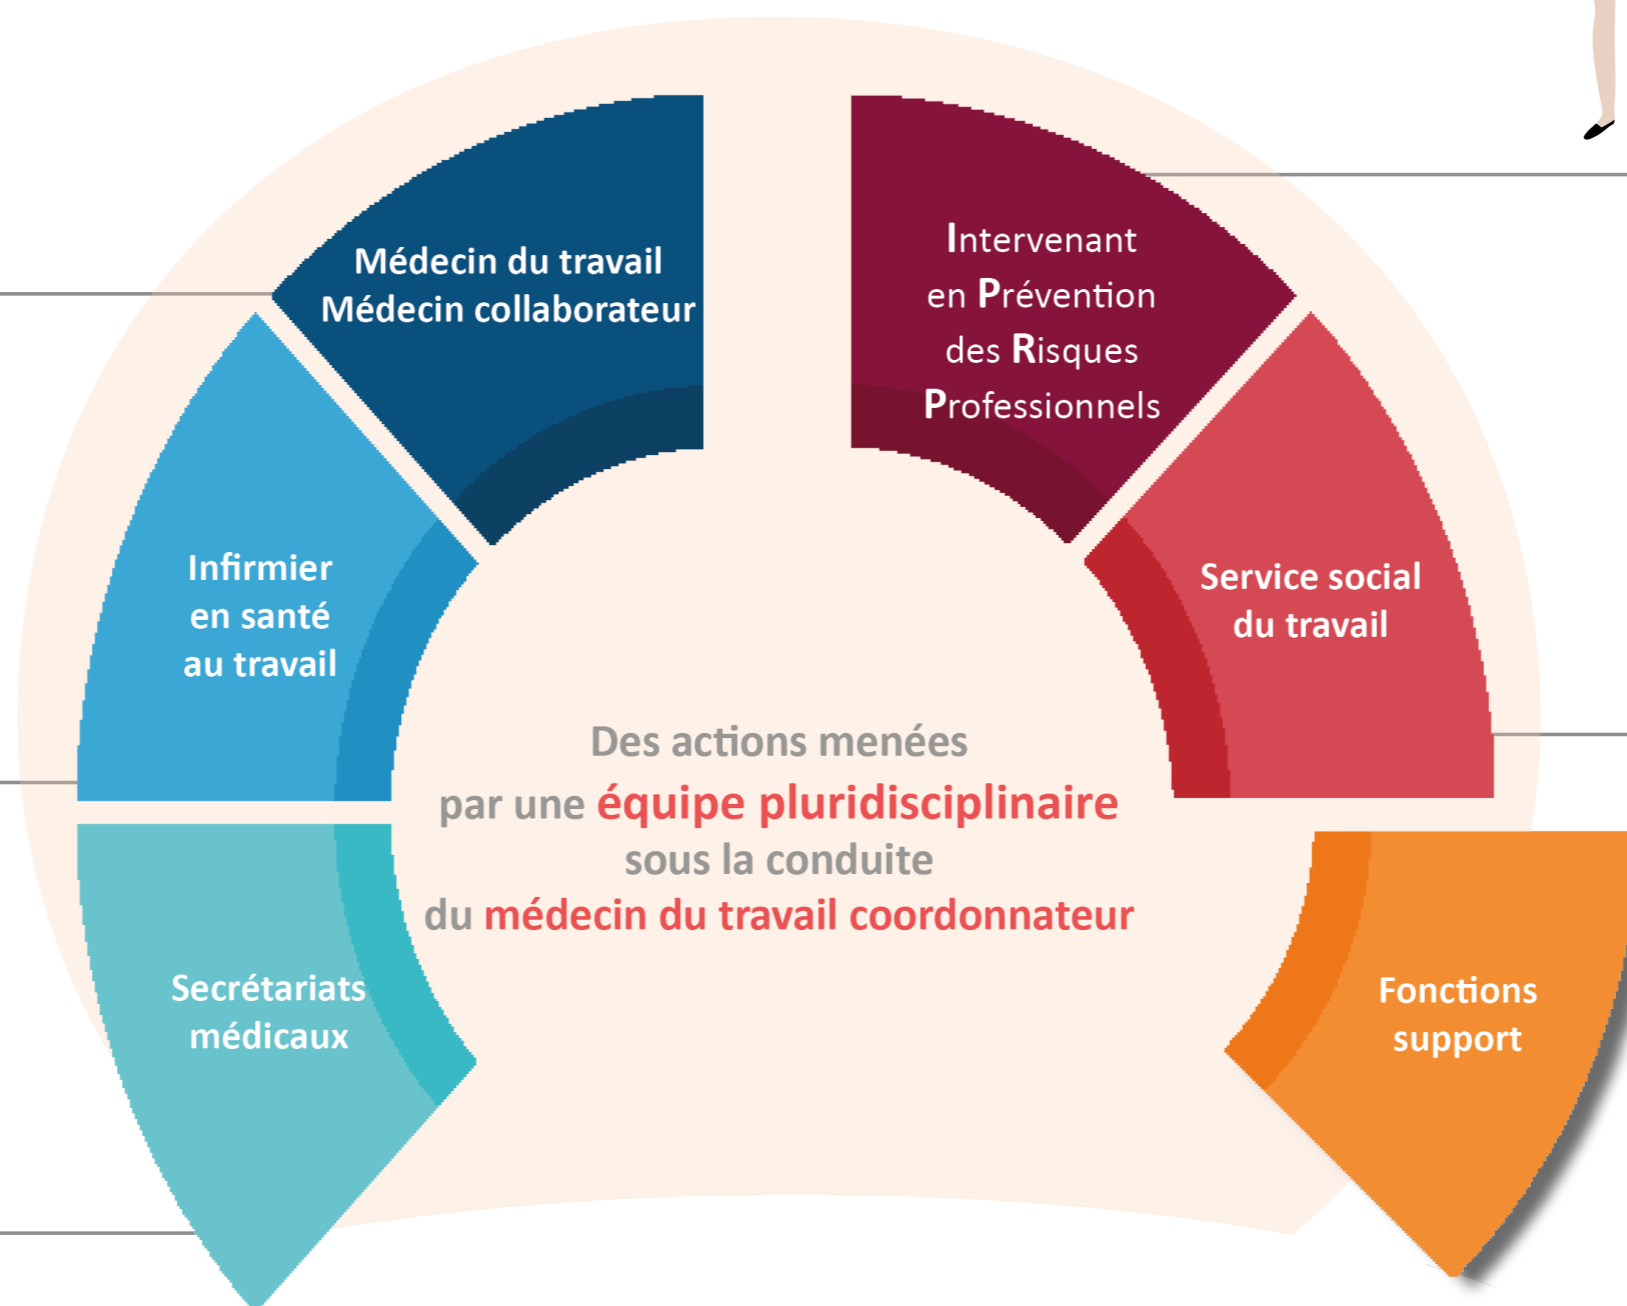 Médecin du travail
Médecin collaborateur
Intervenant
en Prévention
des Risques
Professionnels
Infirmier
en santé
au travail
Service social
du travail
Des actions menées
par une équipe pluridisciplinaire
sous la conduite
du médecin du travail coordonnateur
Secrétariats
médicaux
Fonctions
support